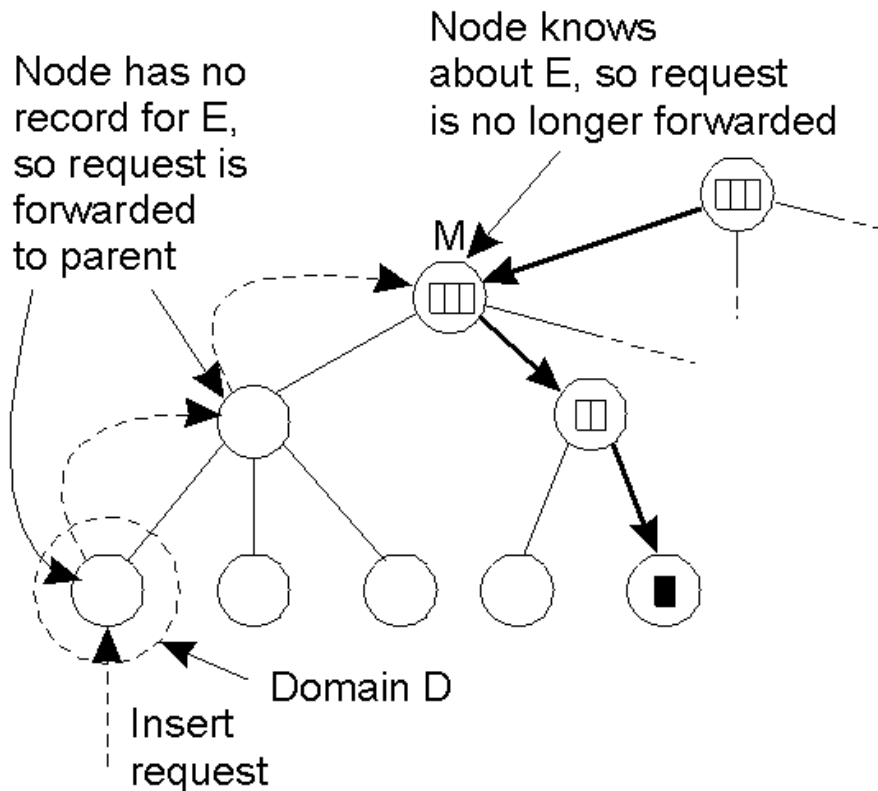 Node has no
record for E,
so request is
forwarded
to parent
Node knows
about E, so request
is no longer forwarded
M
Domain D
Insert
request